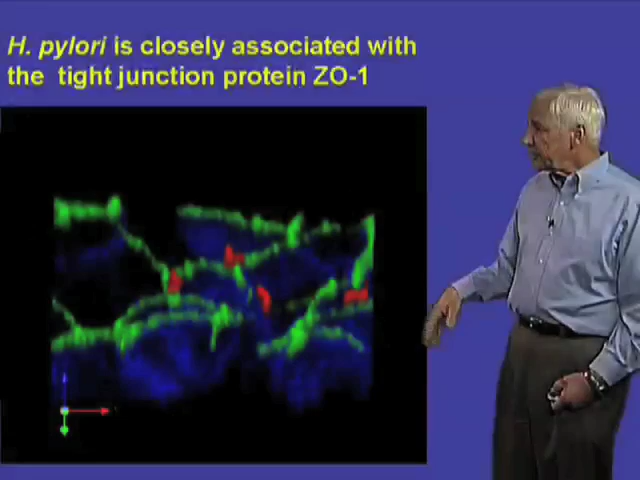 H. pylori is closely associated with
the tight junction protein ZO-1